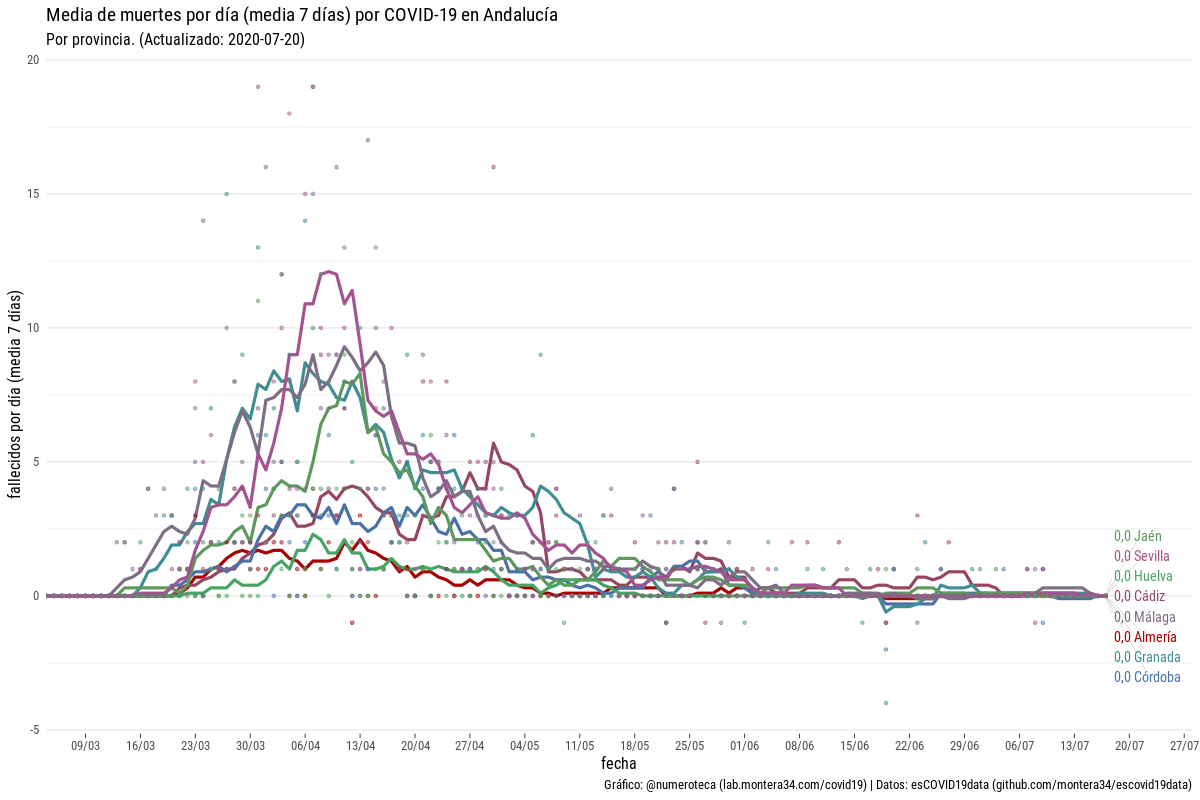 Media de muertes por día (media 7 días) por COVID-19 en Andalucía
Por provincia. (Actualizado: 2020-07-20)
20
15
10
5
0
-5
fallecidos por día (media 7 días)
0,0 Jaén
0,0 Sevilla
0,0 Huelva
0,0 Cádiz
0,0 Málaga
0,0 Almería
0,0 Granada
0,0 Córdoba
09/03 16/03 23/03 30/03 06/04 13/04 20/04 27/04 04/05 11/05 18/05 25/05 01/06 08/06 15/06 22/06 29/06 06/07 13/07 20/07 27/07
fecha
Gráfico: @numeroteca (lab.montera34.com/covid19) | Datos: esCOVID19data (github.com/montera34/escovid19data)